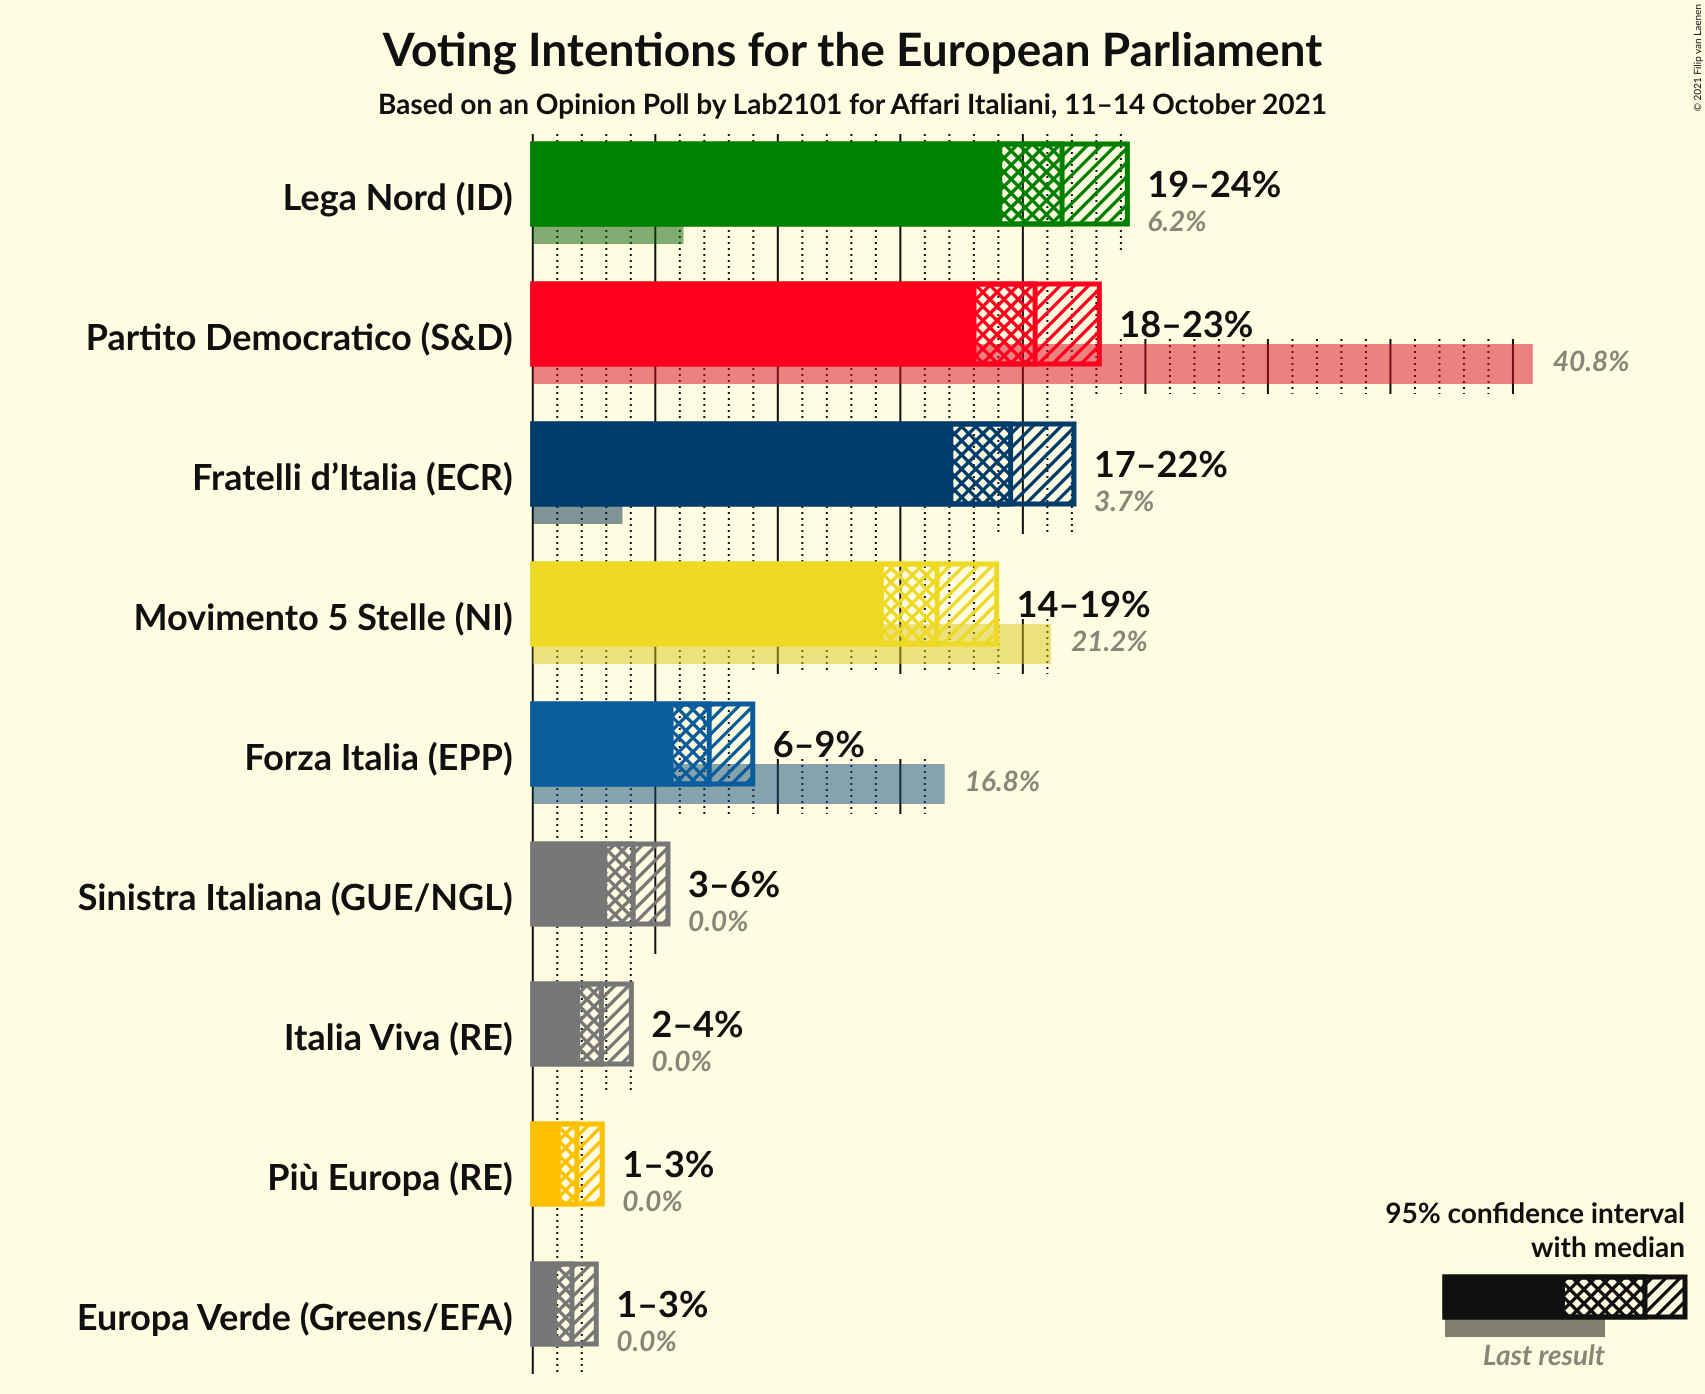 Voting Intentions for the European Parliament
Based on an Opinion Poll by Lab2101 for Affari Italiani, 11–14 October 2021
© 2021 Filip van Laenen
Lega Nord (ID)
19–24%
6.2%
Partito Democratico (S&D)
18–23%
40.8%
Fratelli d’Italia (ECR)
17–22%
3.7%
Movimento 5 Stelle (NI)
14–19%
21.2%
Forza Italia (EPP)
6–9%
16.8%
Sinistra Italiana (GUE/NGL)
3–6%
0.0%
Italia Viva (RE)
2–4%
0.0%
Più Europa (RE)
1–3%
0.0%
Europa Verde (Greens/EFA)
1–3%
0.0%
95% confidence interval
with median
Last result